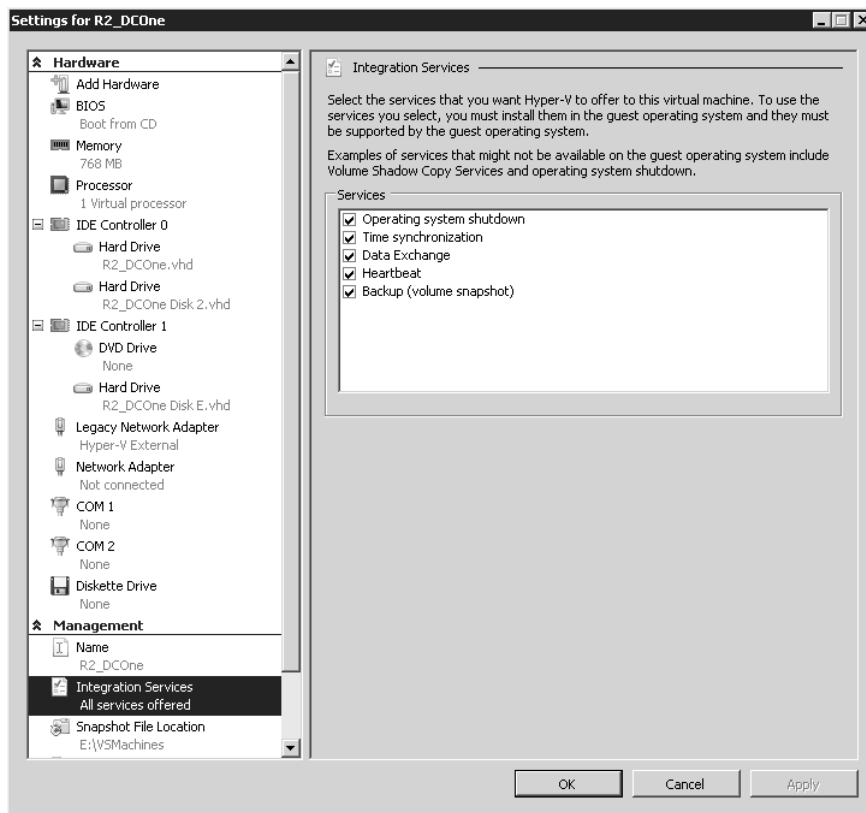 Settings for R2_DCOne
Hardware
Add Hardware
BIOS
Boot from CD
Memory
768 MB
Processor
1 Virtual processor
IDE Controller 0
Hard Drive
R2_DCOne.vhd
Hard Drive
R2_DCOne Disk 2.vhd
IDE Controller 1
DVD Drive
None
Hard Drive
R2_DCOne Disk E.vhd
Legacy Network Adapter
Hyper-V External
Network Adapter
Not connected
COM 1
None
COM 2
None
Diskette Drive
None
Management
Name
R2_DCOne
Integration Services
All services offered
Snapshot File Location
E:\VSMachines
Integration Services
Select the services that you want Hyper-V to offer to this virtual machine. To use the
services you select, you must install them in the guest operating system and they must
be supported by the guest operating system.
Examples of services that might not be available on the guest operating system include
Volume Shadow Copy Services and operating system shutdown.
Services
Operating system shutdown
Time synchronization
Data Exchange
Heartbeat
Backup (volume snapshot)
OK
Cancel
Apply